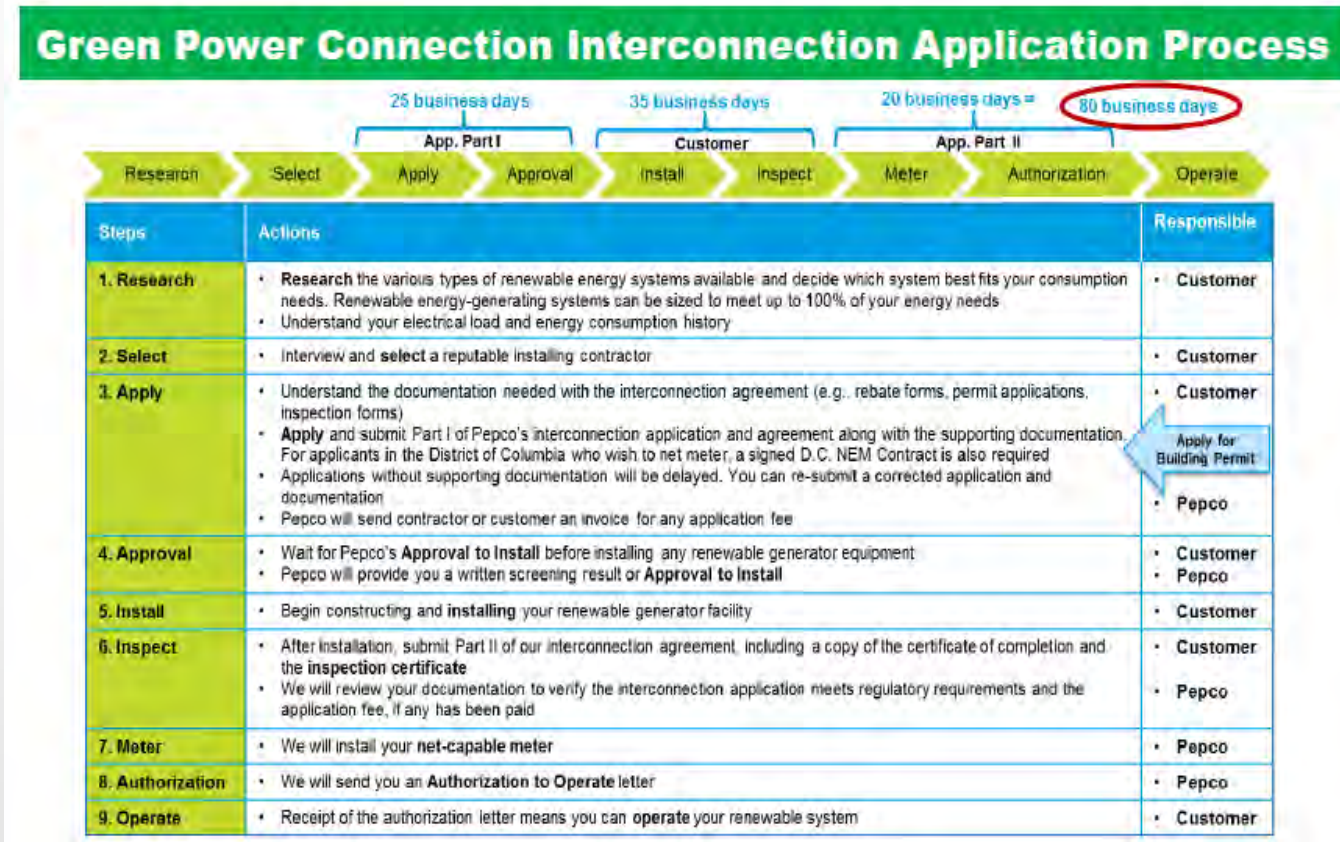 Green Power Connection Interconnection Application Process
25 business days 35 business days 20 business days = 80 business days
App. Part I Customer App. Part II
Research Select Apply Approval Install Inspect Meter Authorization Operate
Steps Actions Responsible
1. Research • Research the various types of renewable energy systems available and decide which system best fits your consumption • Customer
needs. Renewable energy-generating systems can be sized to meet up to 100% of your energy needs
• Understand your electrical load and energy consumption history
2. Select • Interview and select a reputable installing contractor • Customer
3. Apply • Understand the documentation needed with the interconnection agreement (e.g., rebate forms, permit applications, • Customer
inspection forms)
• Apply and submit Part I of Pepco's interconnection application and agreement along with the supporting documentation.
For applicants in the District of Columbia who wish to net meter, a signed D.C. NEM Contract is also required
Apply for
Building Permit
• Applications without supporting documentation will be delayed. You can re-submit a corrected application and
documentation
• Pepco will send contractor or customer an invoice for any application fee • Pepco
4. Approval • Wait for Pepco's Approval to Install before installing any renewable generator equipment • Customer
• Pepco will provide you a written screening result or Approval to Install • Pepco
5. Install • Begin constructing and installing your renewable generator facility • Customer
6. Inspect • After installation, submit Part II of our interconnection agreement, including a copy of the certificate of completion and • Customer
the inspection certificate
• We will review your documentation to verify the interconnection application meets regulatory requirements and the • Pepco
application fee, if any has been paid
7. Meter • We will install your net-capable meter • Pepco
8. Authorization • We will send you an Authorization to Operate letter • Pepco
9. Operate • Receipt of the authorization letter means you can operate your renewable system • Customer